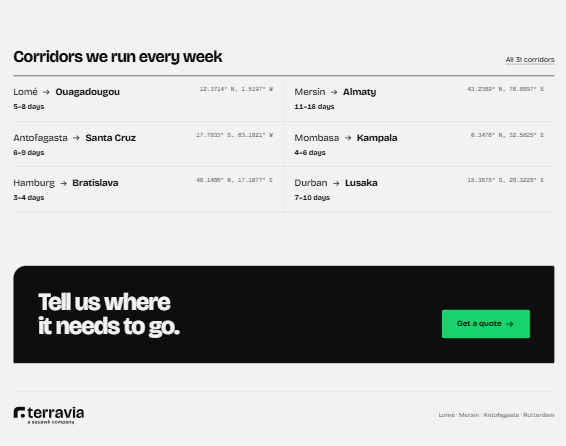 Corridors we run every week
All 31 corridors
Lomé → Ouagadougou
12.3714° N, 1.5197° W
5–8 days
Mersin → Almaty
43.2389° N, 76.8897° E
11–16 days
Antofagasta → Santa Cruz
17.7833° S, 63.1821° W
6–9 days
Mombasa → Kampala
0.3476° N, 32.5825° E
4–6 days
Hamburg → Bratislava
48.1486° N, 17.1077° E
3–4 days
Durban → Lusaka
15.3875° S, 28.3228° E
7–10 days
Tell us where
it needs to go.
Get a quote →
terravia
a squawk company
Lomé · Mersin · Antofagasta · Rotterdam